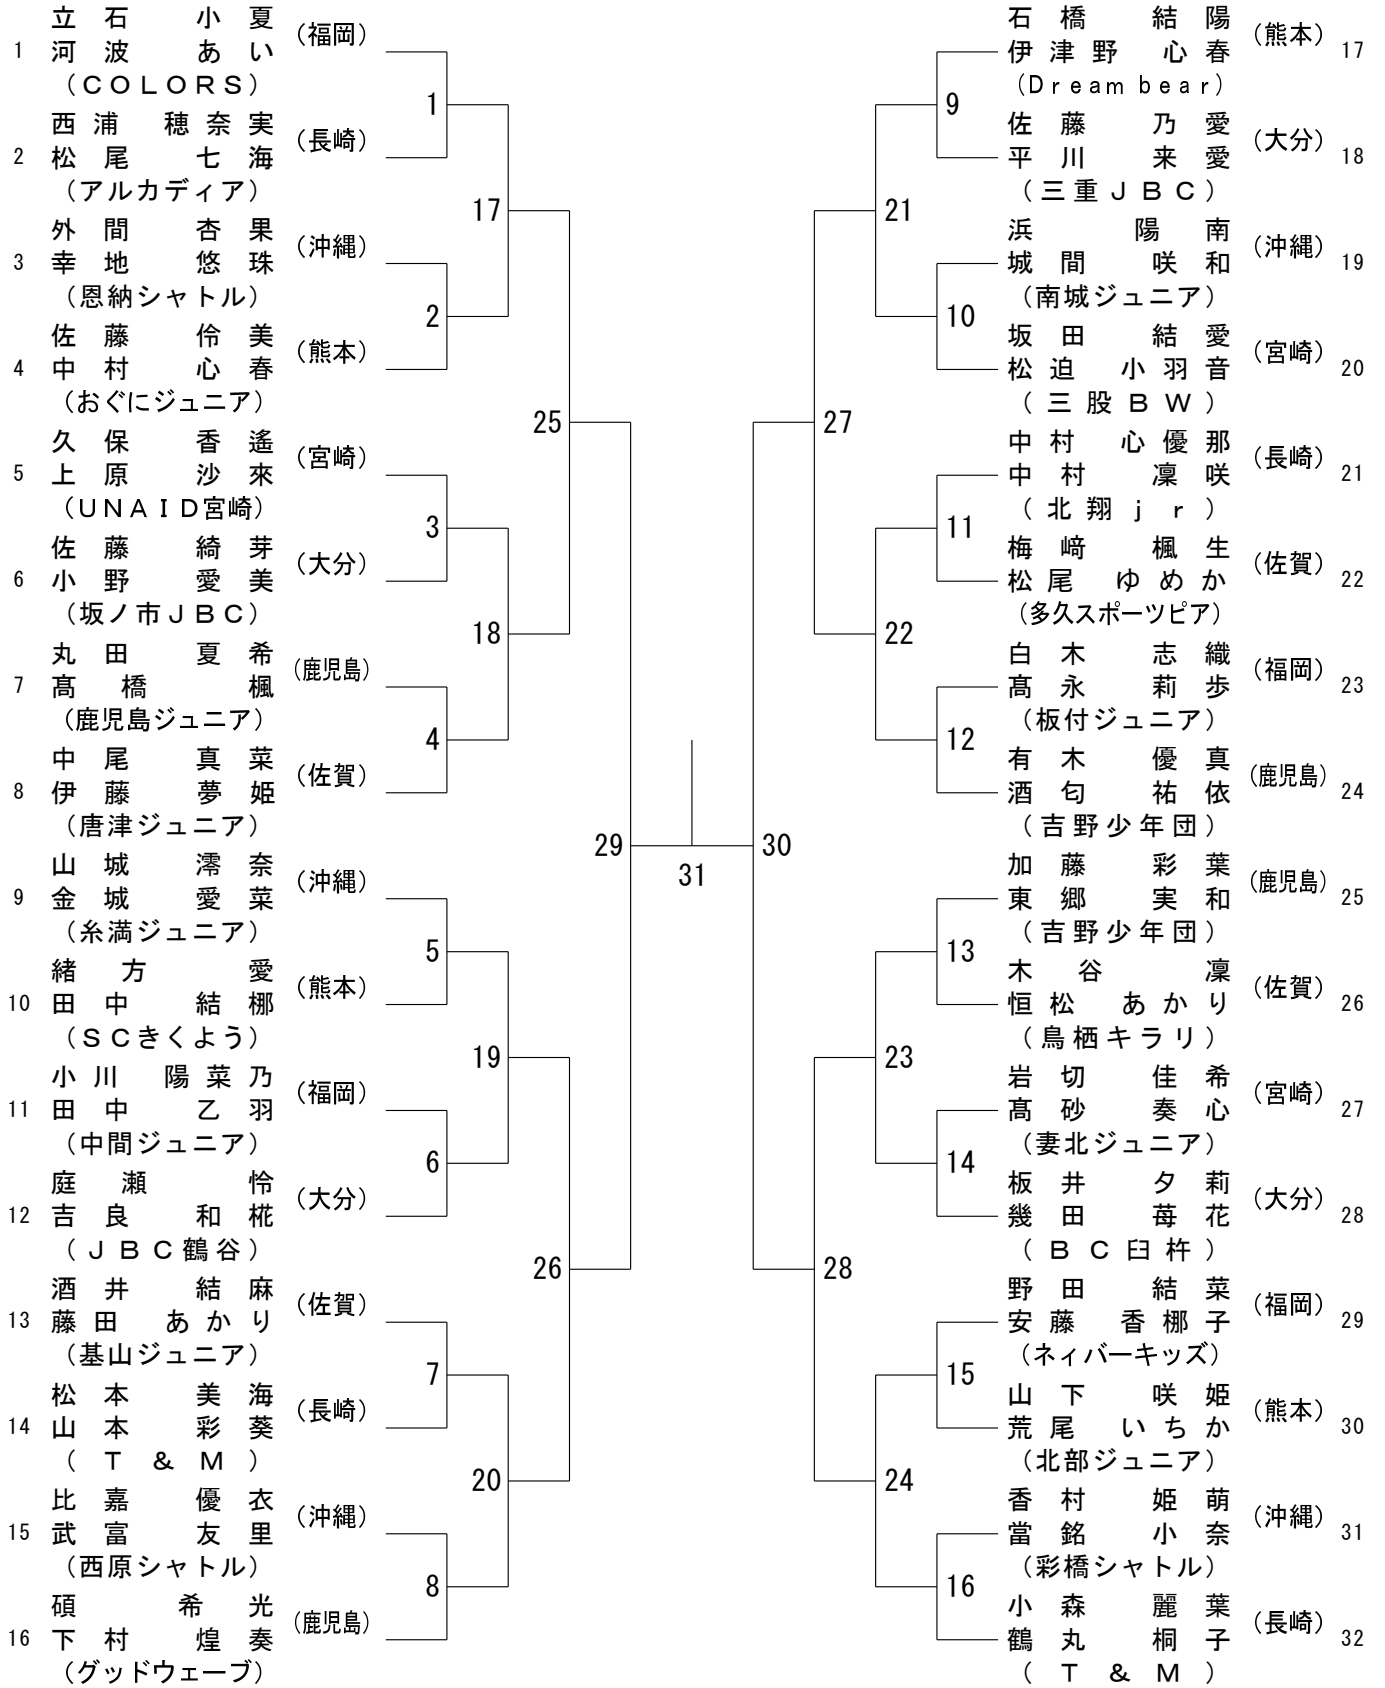 立石 小夏 (福岡)
1 河波 あい
(ＣＯＬＯＲＳ)
西浦 穂奈実 (長崎)
2 松尾 七海
(アルカディア)
外間 杏果 (沖縄)
3 幸地 悠珠
(恩納シャトル)
佐藤 伶美 (熊本)
4 中村 心春
(おぐにジュニア)
久保 香遙 (宮崎)
5 上原 沙來
(ＵＮＡＩＤ宮崎)
佐藤 綺芽 (大分)
6 小野 愛美
(坂ノ市ＪＢＣ)
丸田 夏希 (鹿児島)
7 髙橋 楓
(鹿児島ジュニア)
中尾 真菜 (佐賀)
8 伊藤 夢姫
(唐津ジュニア)
山城 澪奈 (沖縄)
9 金城 愛菜
(糸満ジュニア)
緒方 愛 (熊本)
10 田中 結梛
(ＳＣきくよう)
小川 陽菜乃 (福岡)
11 田中 乙羽
(中間ジュニア)
庭瀬 怜 (大分)
12 吉良 和椛
(ＪＢＣ鶴谷)
酒井 結麻 (佐賀)
13 藤田 あかり
(基山ジュニア)
松本 美海 (長崎)
14 山本 彩葵
(Ｔ＆Ｍ)
比嘉 優衣 (沖縄)
15 武富 友里
(西原シャトル)
碩 希光 (鹿児島)
16 下村 煌奏
(グッドウェーブ)
1
2
3
4
5
6
7
8
17
18
19
20
25
26
29
31
30
27
28
21
22
23
24
9
10
11
12
13
14
15
16
石橋 結陽 (熊本)
伊津野 心春 17
(Dream bear)
佐藤 乃愛 (大分)
平川 来愛 18
(三重ＪＢＣ)
浜 陽南 (沖縄)
城間 咲和 19
(南城ジュニア)
坂田 結愛 (宮崎)
松迫 小羽音 20
(三股ＢＷ)
中村 心優那 (長崎)
中村 凜咲 21
(北翔ｊｒ)
梅﨑 楓生 (佐賀)
松尾 ゆめか 22
(多久スポーツピア)
白木 志織 (福岡)
髙永 莉歩 23
(板付ジュニア)
有木 優真 (鹿児島)
酒匂 祐依 24
(吉野少年団)
加藤 彩葉 (鹿児島)
東郷 実和 25
(吉野少年団)
木谷 凜 (佐賀)
恒松 あかり 26
(鳥栖キラリ)
岩切 佳希 (宮崎)
髙砂 奏心 27
(妻北ジュニア)
板井 夕莉 (大分)
幾田 苺花 28
(ＢＣ臼杵)
野田 結菜 (福岡)
安藤 香梛子 29
(ネィバーキッズ)
山下 咲姫 (熊本)
荒尾 いちか 30
(北部ジュニア)
香村 姫萌 (沖縄)
當銘 小奈 31
(彩橋シャトル)
小森 麗葉 (長崎)
鶴丸 桐子 32
(Ｔ＆Ｍ)